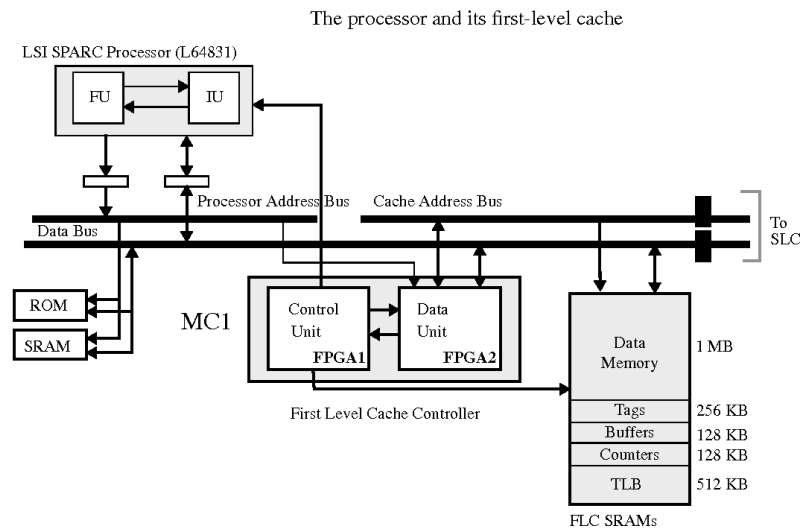 The processor and its first-level cache
LSI SPARC Processor (L64831)
FU
IU
Processor Address Bus
Cache Address Bus
Data Bus
To
SLC
ROM
SRAM
MC1
Control
Unit
FPGA1
Data
Unit
FPGA2
First Level Cache Controller
Data
Memory
1 MB
Tags
256 KB
Buffers
128 KB
Counters
128 KB
TLB
512 KB
FLC SRAMs